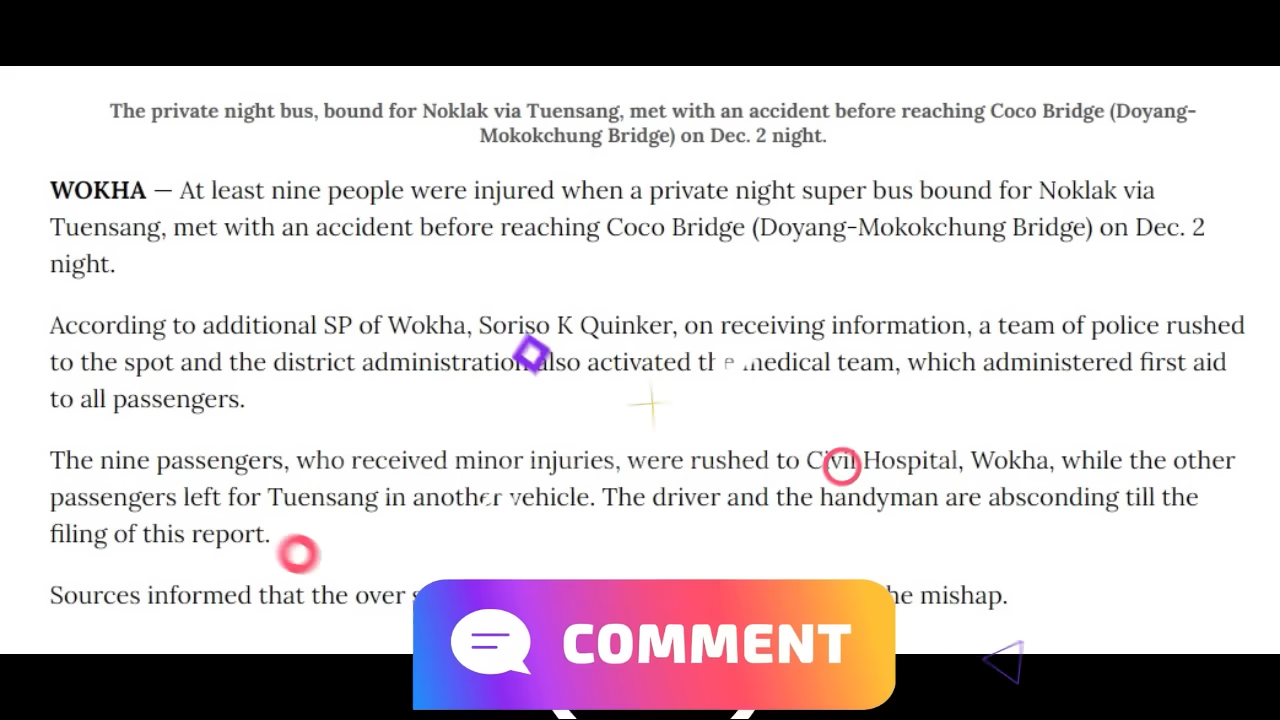 The private night bus, bound for Noklak via Tuensang, met with an accident before reaching Coco Bridge (Doyang-
Mokokchung Bridge) on Dec. 2 night.
WOKHA — At least nine people were injured when a private night super bus bound for Noklak via
Tuensang, met with an accident before reaching Coco Bridge (Doyang-Mokokchung Bridge) on Dec. 2
night.
According to additional SP of Wokha, Soriso K Quinker, on receiving information, a team of police rushed
to the spot and the district administration also activated the medical team, which administered first aid
to all passengers.
The nine passengers, who received minor injuries, were rushed to Civil Hospital, Wokha, while the other
passengers left for Tuensang in another vehicle. The driver and the handyman are absconding till the
filing of this report.
Sources informed that the over mishap.
COMMENT